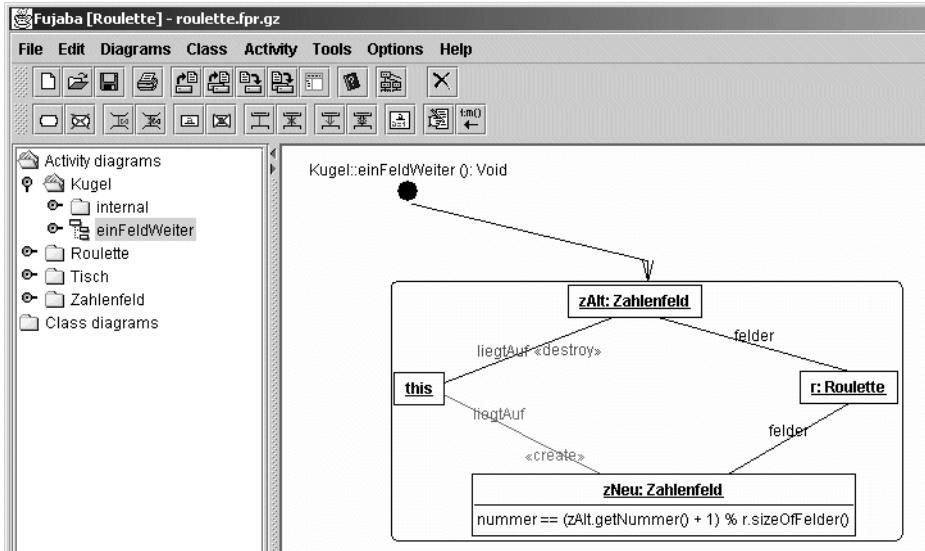 Fujaba [Roulette] - roulette.fpr.gz
File Edit Diagrams Class Activity Tools Options Help
t:m()
Activity diagrams
Kugel
internal
einFeldWeiter
Roulette
Tisch
Zahlenfeld
Class diagrams
Kugel::einFeldWeiter (): Void
zAlt: Zahlenfeld
liegtAuf «destroy»
felder
this
r: Roulette
liegtAuf
felder
«create»
zNeu: Zahlenfeld
nummer == (zAlt.getNummer() + 1) % r.sizeOfFelder()